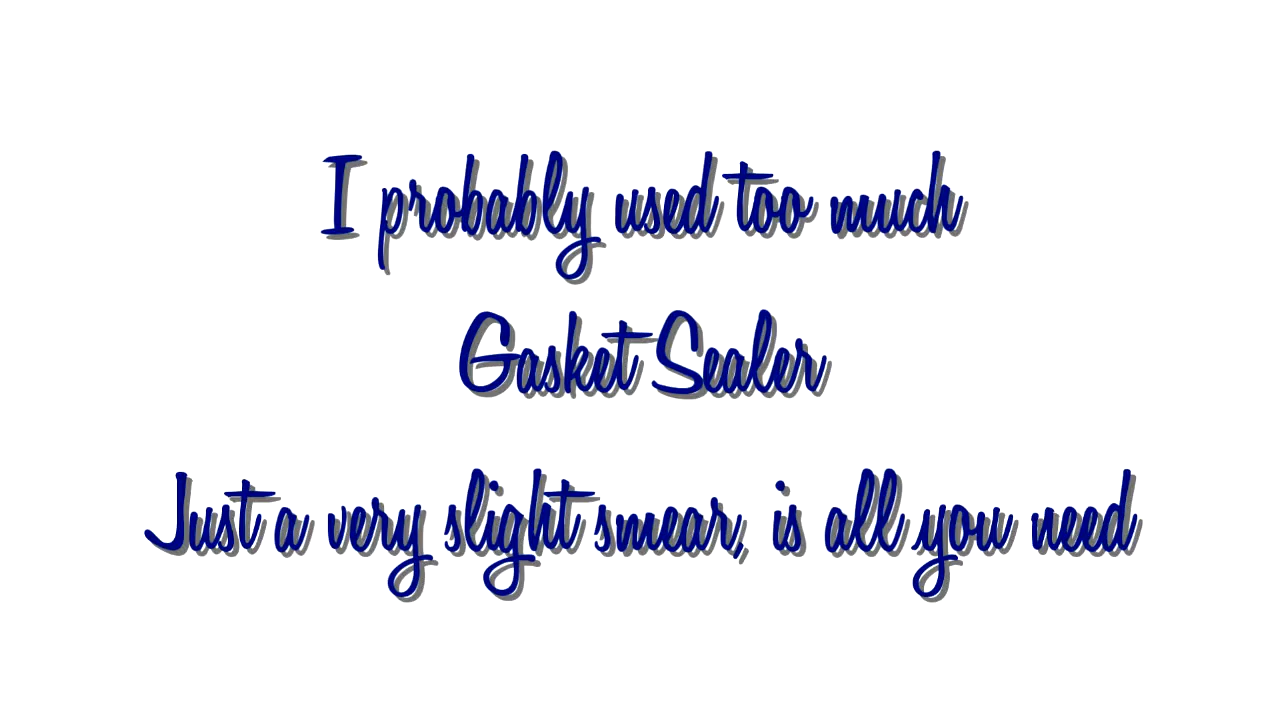 I probably used too much
Gasket Sealer
Just a very slight smear, is all you need